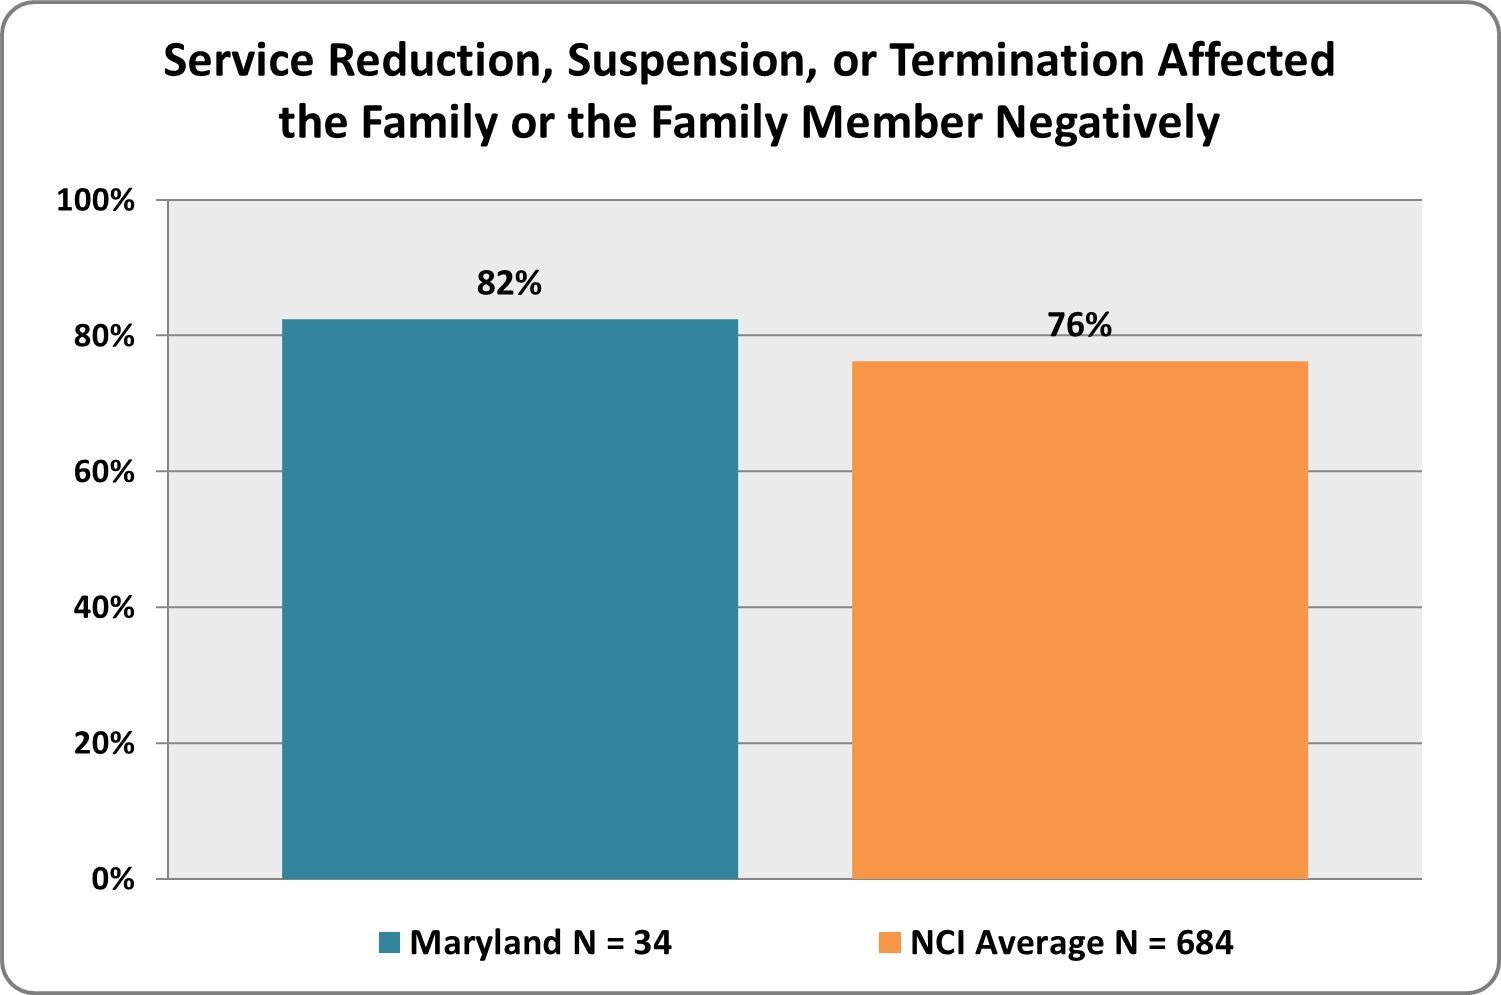 Service Reduction, Suspension, or Termination Affected
the Family or the Family Member Negatively
100%
80%
60%
40%
20%
0%
82%
76%
Maryland N = 34
NCI Average N = 684